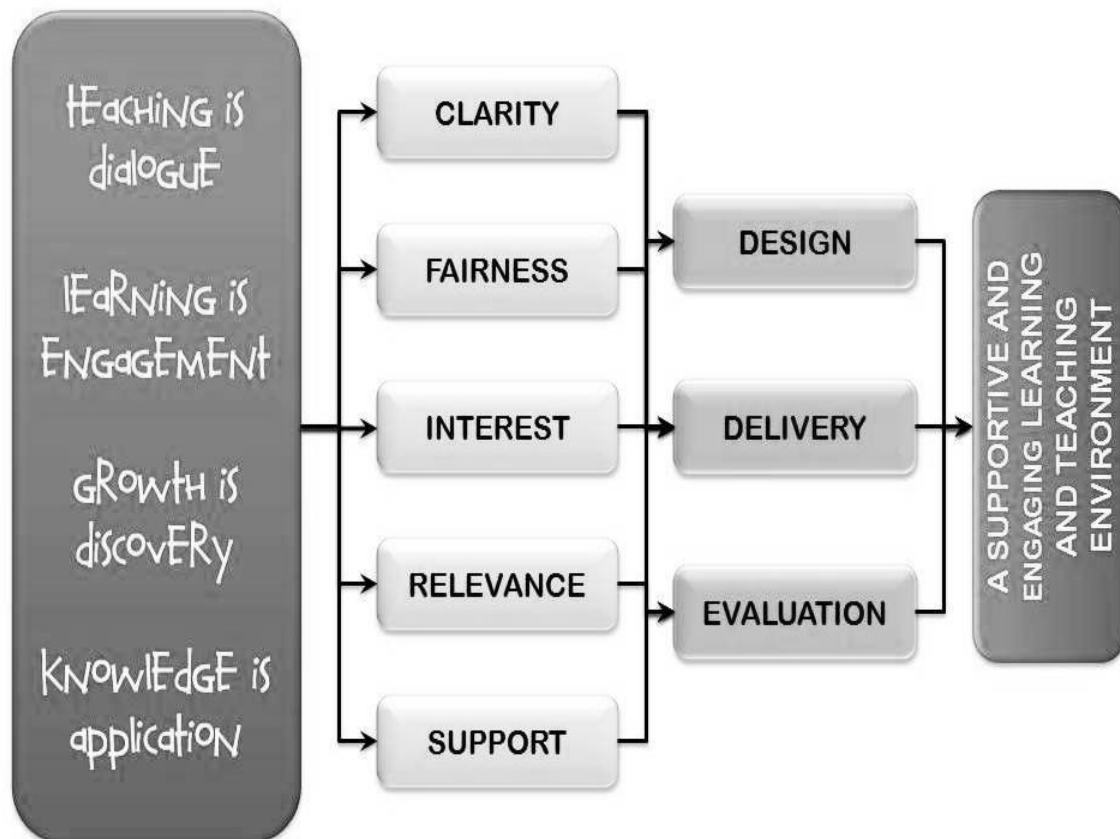 tEaCHiNG is
dialoGUE
lEaRNiNG is
ENGaGEMENt
GRowtH is
discovERy
KNowlEdGE is
applicatioN
CLARITY
FAIRNESS
INTEREST
RELEVANCE
SUPPORT
DESIGN
DELIVERY
EVALUATION
A SUPPORTIVE AND
ENGAGING LEARNING
AND TEACHING
ENVIRONMENT